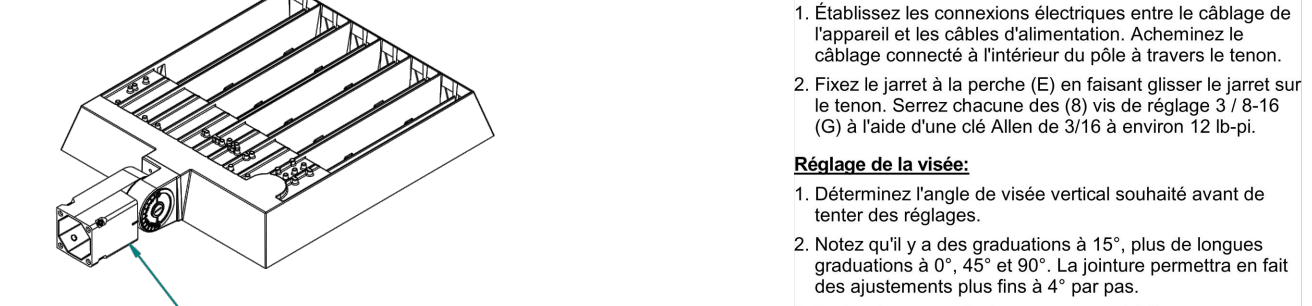 1. Établissez les connexions électriques entre le câblage de
l'appareil et les câbles d'alimentation. Acheminez le
câblage connecté à l'intérieur du pôle à travers le tenon.
2. Fixez le jarret à la perche (E) en faisant glisser le jarret sur
le tenon. Serrez chacune des (8) vis de réglage 3 / 8-16
(G) à l'aide d'une clé Allen de 3/16 à environ 12 lb-pi.
Réglage de la visée:
1. Déterminez l'angle de visée vertical souhaité avant de
tenter des réglages.
2. Notez qu'il y a des graduations à 15°, plus de longues
graduations à 0°, 45° et 90°. La jointure permettra en fait
des ajustements plus fins à 4° par pas.